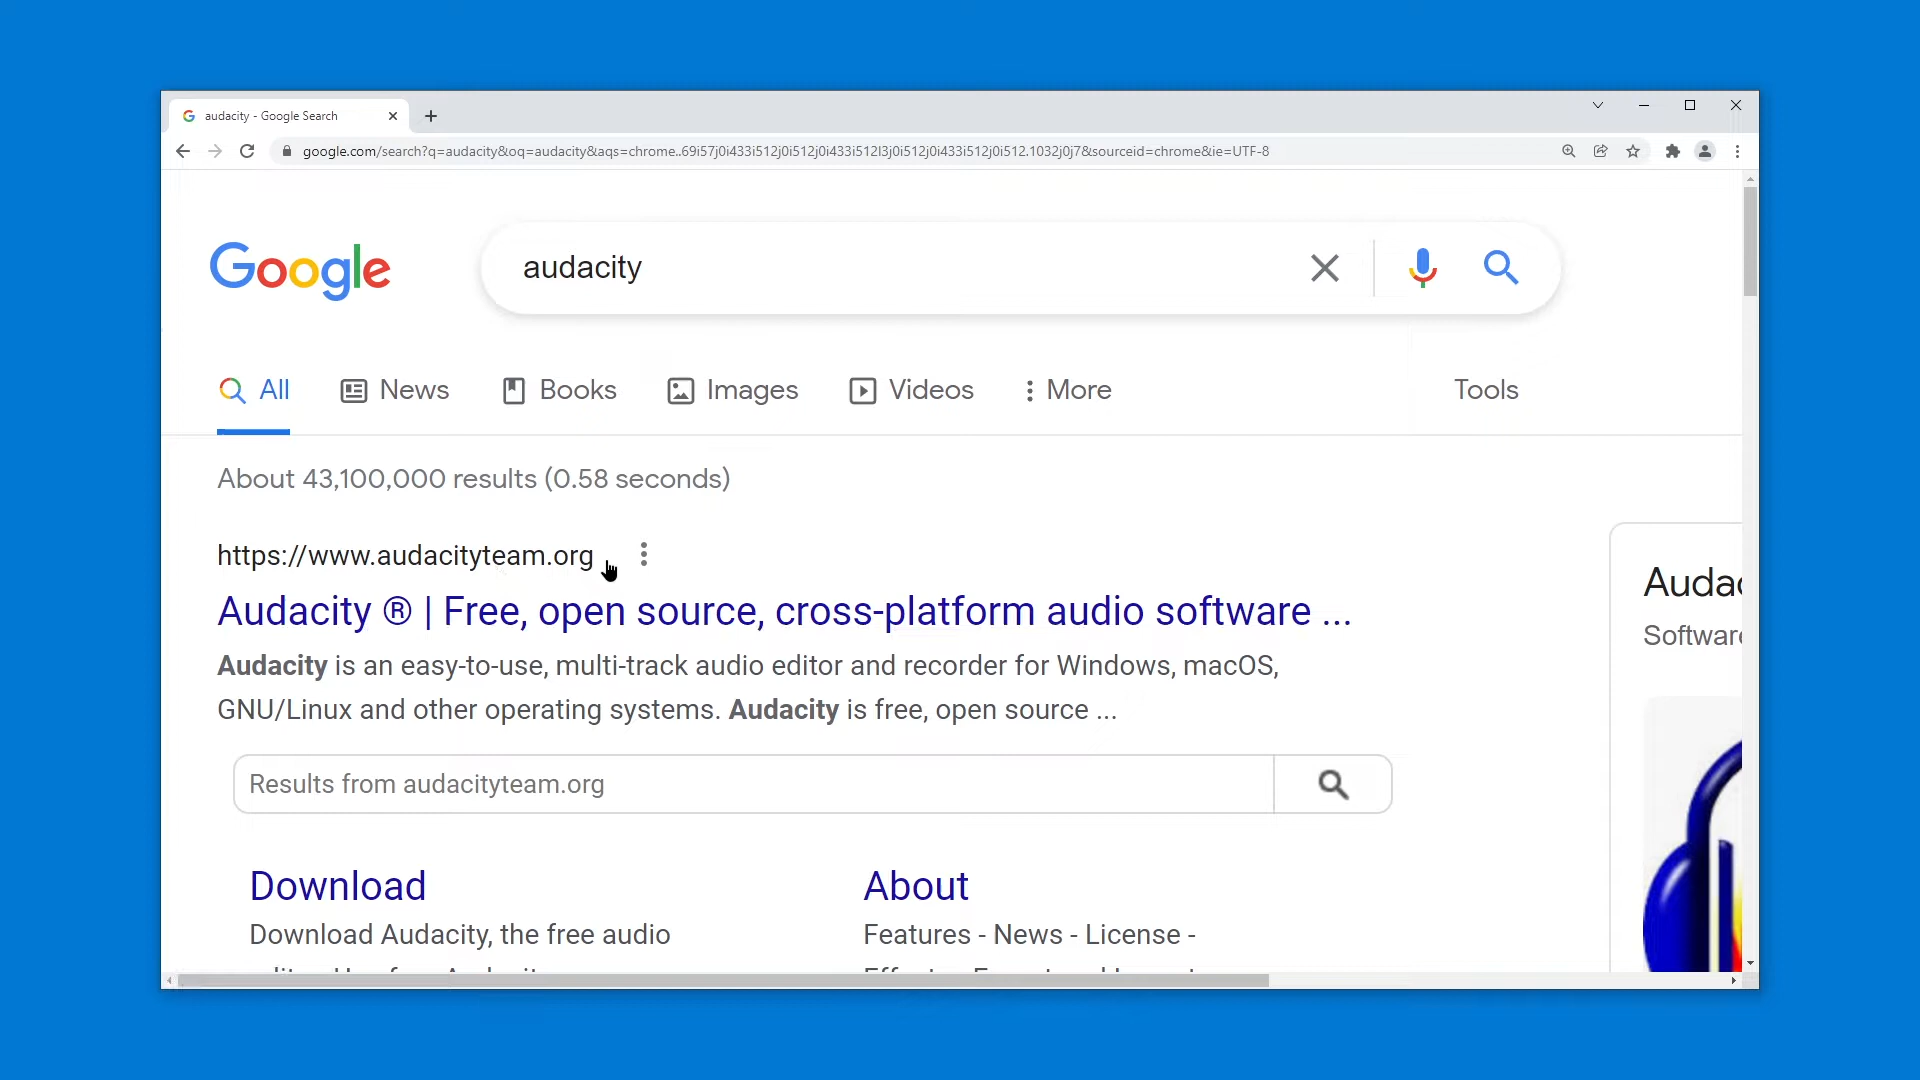 audacity - Google Search
google.com/search?q=audacity&oq=audacity&aqs=chrome..69i57j0i433i512j0i512j0i433i512l3j0i512j0i433i512j0i512.1032j0j7&sourceid=chrome&ie=UTF-8
Google audacity
All News Books Images Videos More Tools
About 43,100,000 results (0.58 seconds)
https://www.audacityteam.org
Audacity ® | Free, open source, cross-platform audio software ...
Audacity is an easy-to-use, multi-track audio editor and recorder for Windows, macOS,
GNU/Linux and other operating systems. Audacity is free, open source ...
Results from audacityteam.org
Download
Download Audacity, the free audio
About
Features - News - License -
Audac
Software